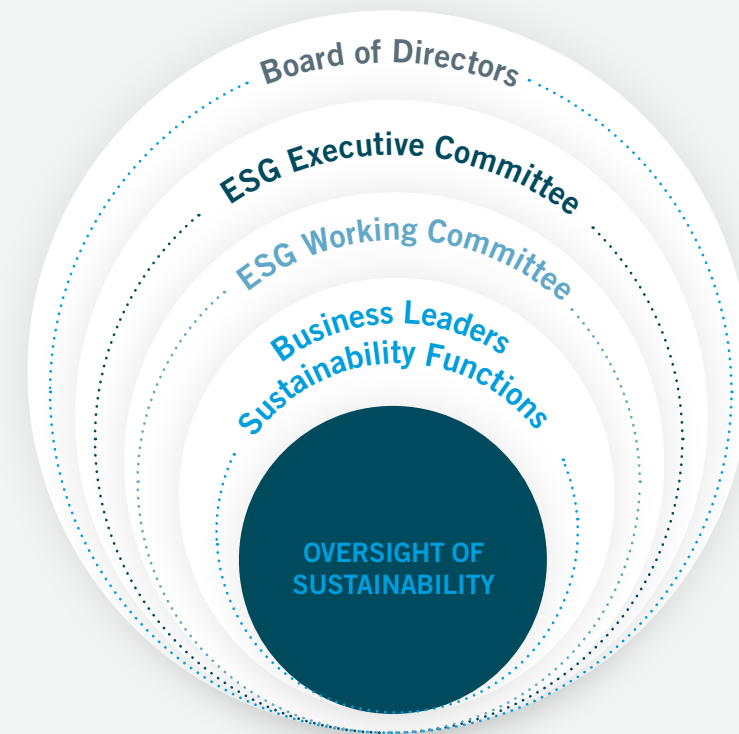 Board of Directors
ESG Executive Committee
ESG Working Committee
Business Leaders
Sustainability Functions
OVERSIGHT OF
SUSTAINABILITY